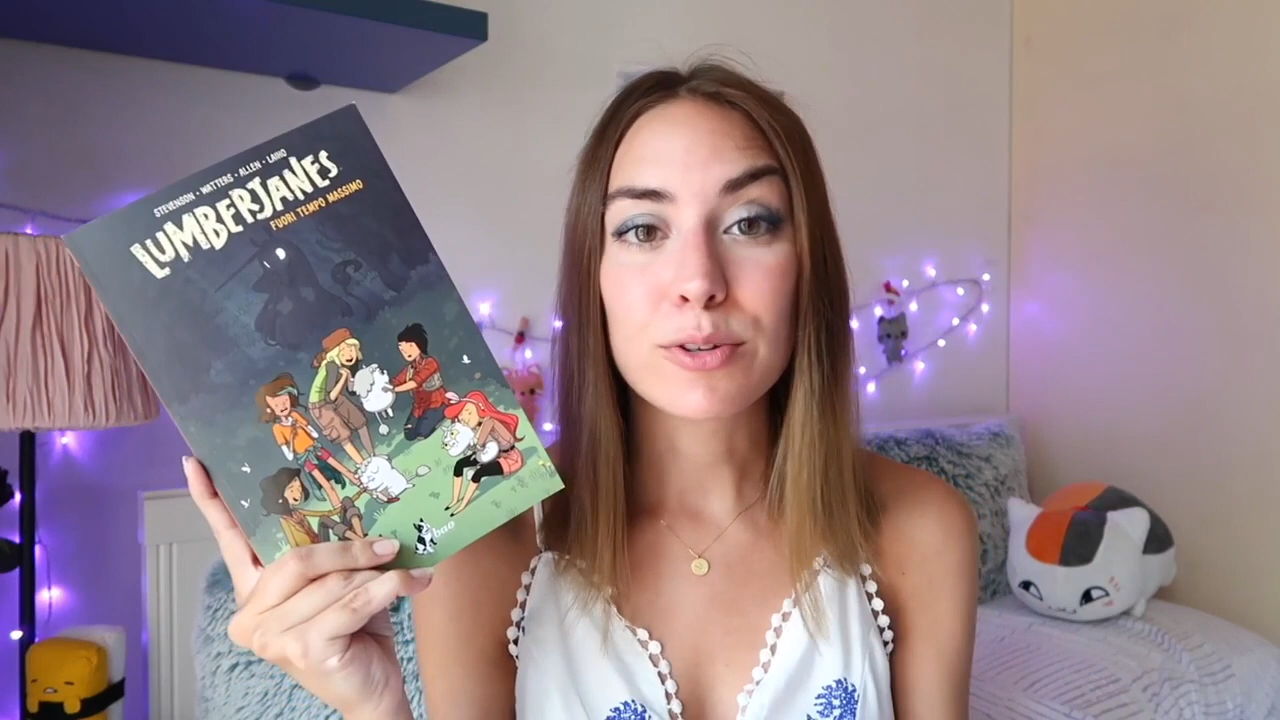 STEVENSON · WATTERS · ALLEN · LAIHO
LUMBERJANES
FUORI TEMPO MASSIMO
bao